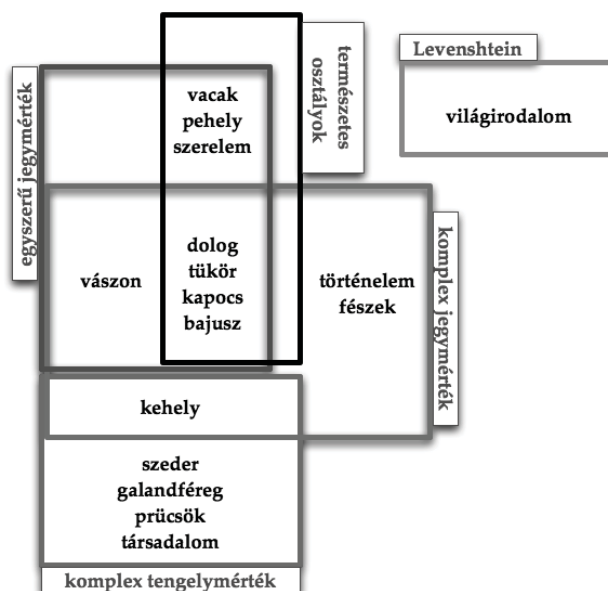 Levenshtein
világirodalom
természetes
osztályok
egyszerű jegymérték
vacak
pehely
szerelem
vászon
dolog
tükör
kapocs
bajusz
történelem
fészek
komplex jegymérték
kehely
szeder
galandféreg
prücsök
társadalom
komplex tengelymérték